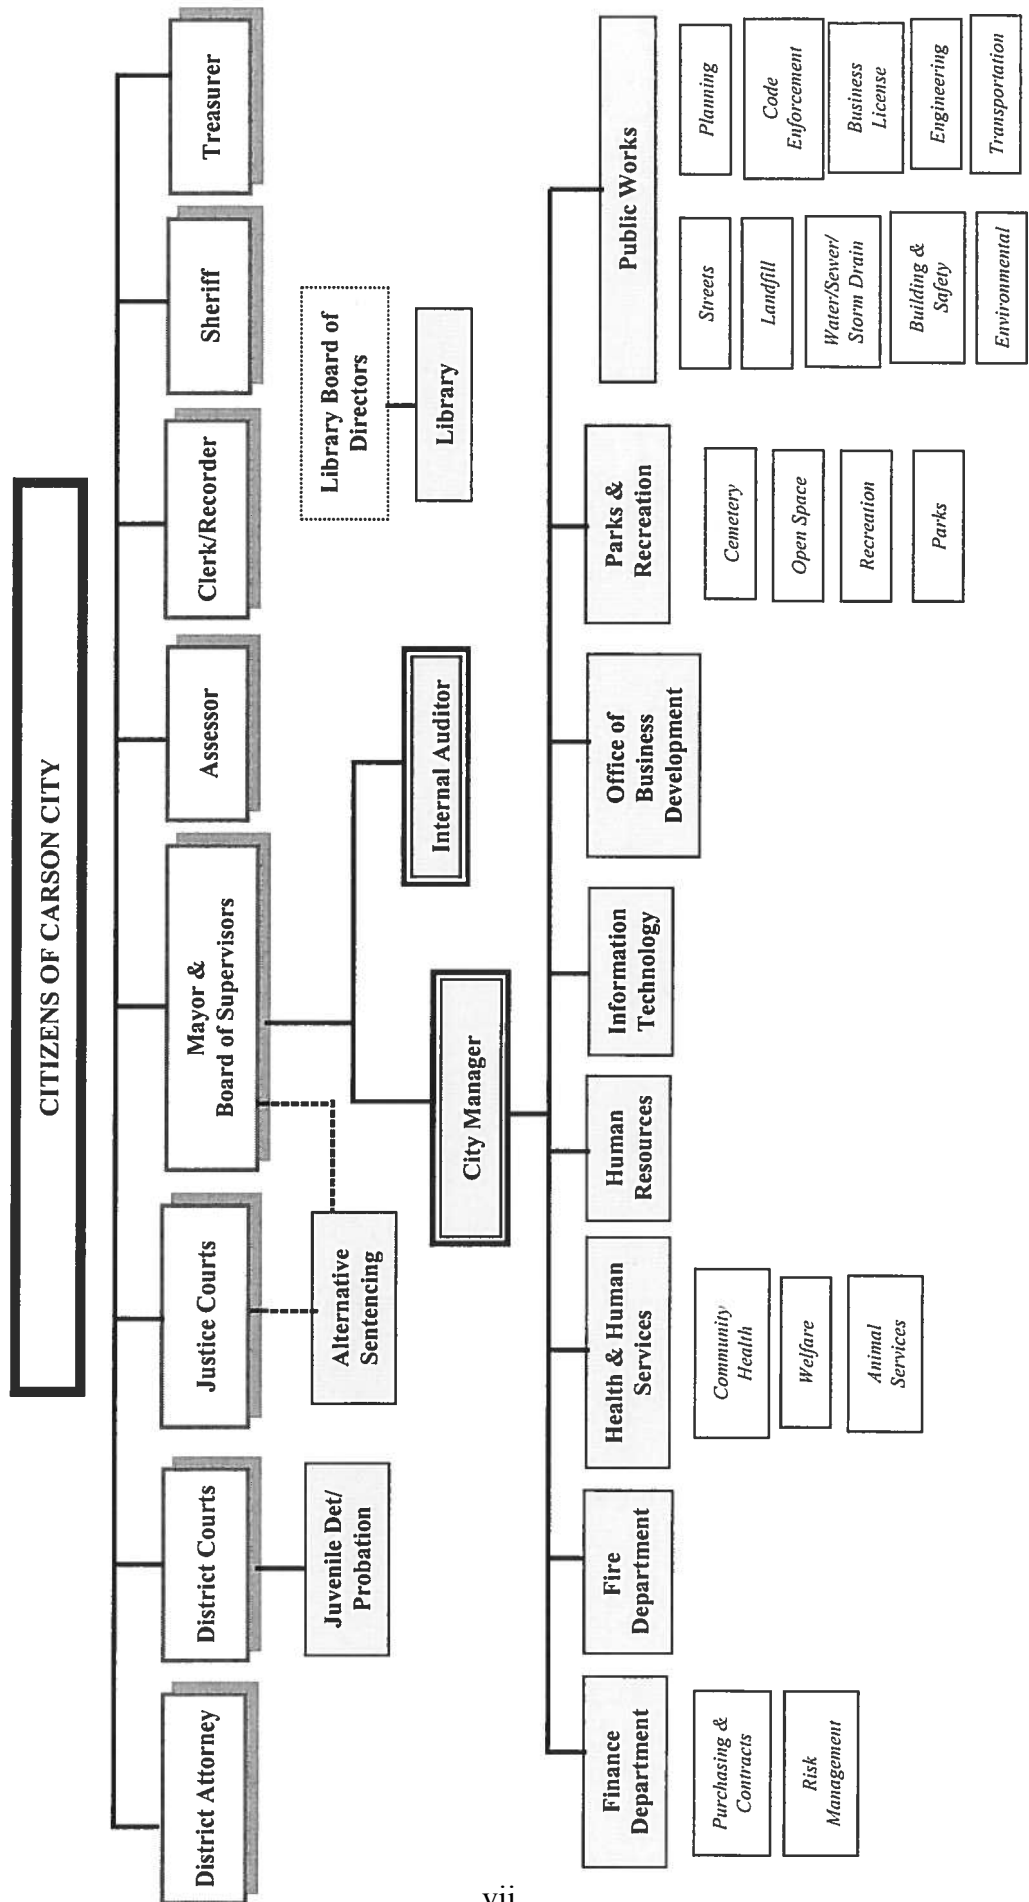 CITIZENS OF CARSON CITY
District Attorney
District Courts
Justice Courts
Mayor &
Board of Supervisors
Assessor
Clerk/Recorder
Sheriff
Treasurer
Juvenile Det/
Probation
Alternative
Sentencing
Library Board of
Directors
Library
City Manager
Internal Auditor
Finance
Department
Fire
Department
Health & Human
Services
Human
Resources
Information
Technology
Office of
Business
Development
Parks &
Recreation
Public Works
Purchasing &
Contracts
Risk
Management
Community
Health
Welfare
Animal
Services
Cemetery
Open Space
Recreation
Parks
Streets
Landfill
Water/Sewer/
Storm Drain
Building &
Safety
Environmental
Planning
Code
Enforcement
Business
License
Engineering
Transportation
vii